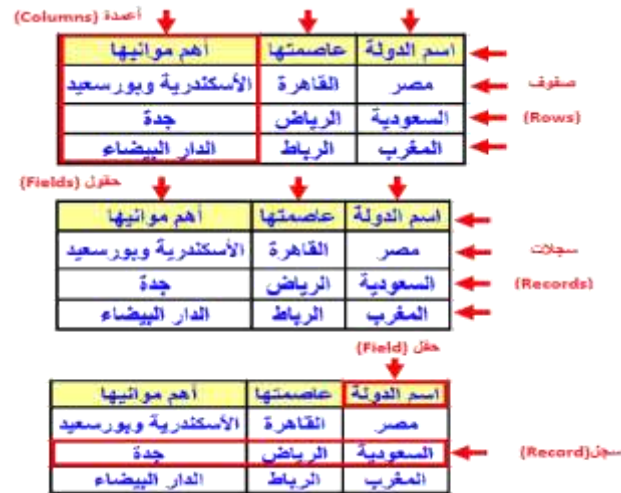 أعمدة (Columns)
اسم الدولة عاصمتها أهم موانيها
مصر القاهرة الأسكندرية وبورسعيد صفوف
السعودية الرياض جدة (Rows)
المغرب الرباط الدار البيضاء
حقول (Fields)
اسم الدولة عاصمتها أهم موانيها
مصر القاهرة الأسكندرية وبورسعيد سجلات
السعودية الرياض جدة (Records)
المغرب الرباط الدار البيضاء
حقل (Field)
اسم الدولة عاصمتها أهم موانيها
مصر القاهرة الأسكندرية وبورسعيد
السعودية الرياض جدة سجل(Record)
المغرب الرباط الدار البيضاء